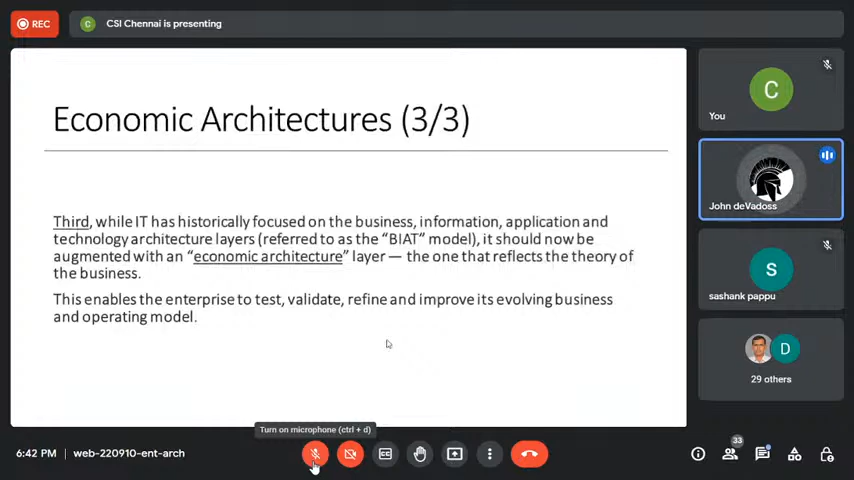 REC
C
CSI Chennai is presenting
Economic Architectures (3/3)
Third, while IT has historically focused on the business, information, application and
technology architecture layers (referred to as the “BIAT” model), it should now be
augmented with an “economic architecture” layer — the one that reflects the theory of
the business.
This enables the enterprise to test, validate, refine and improve its evolving business
and operating model.
C
You
John deVadoss
S
sashank pappu
D
29 others
Turn on microphone (ctrl + d)
6:42 PM
web-220910-ent-arch
CC
33